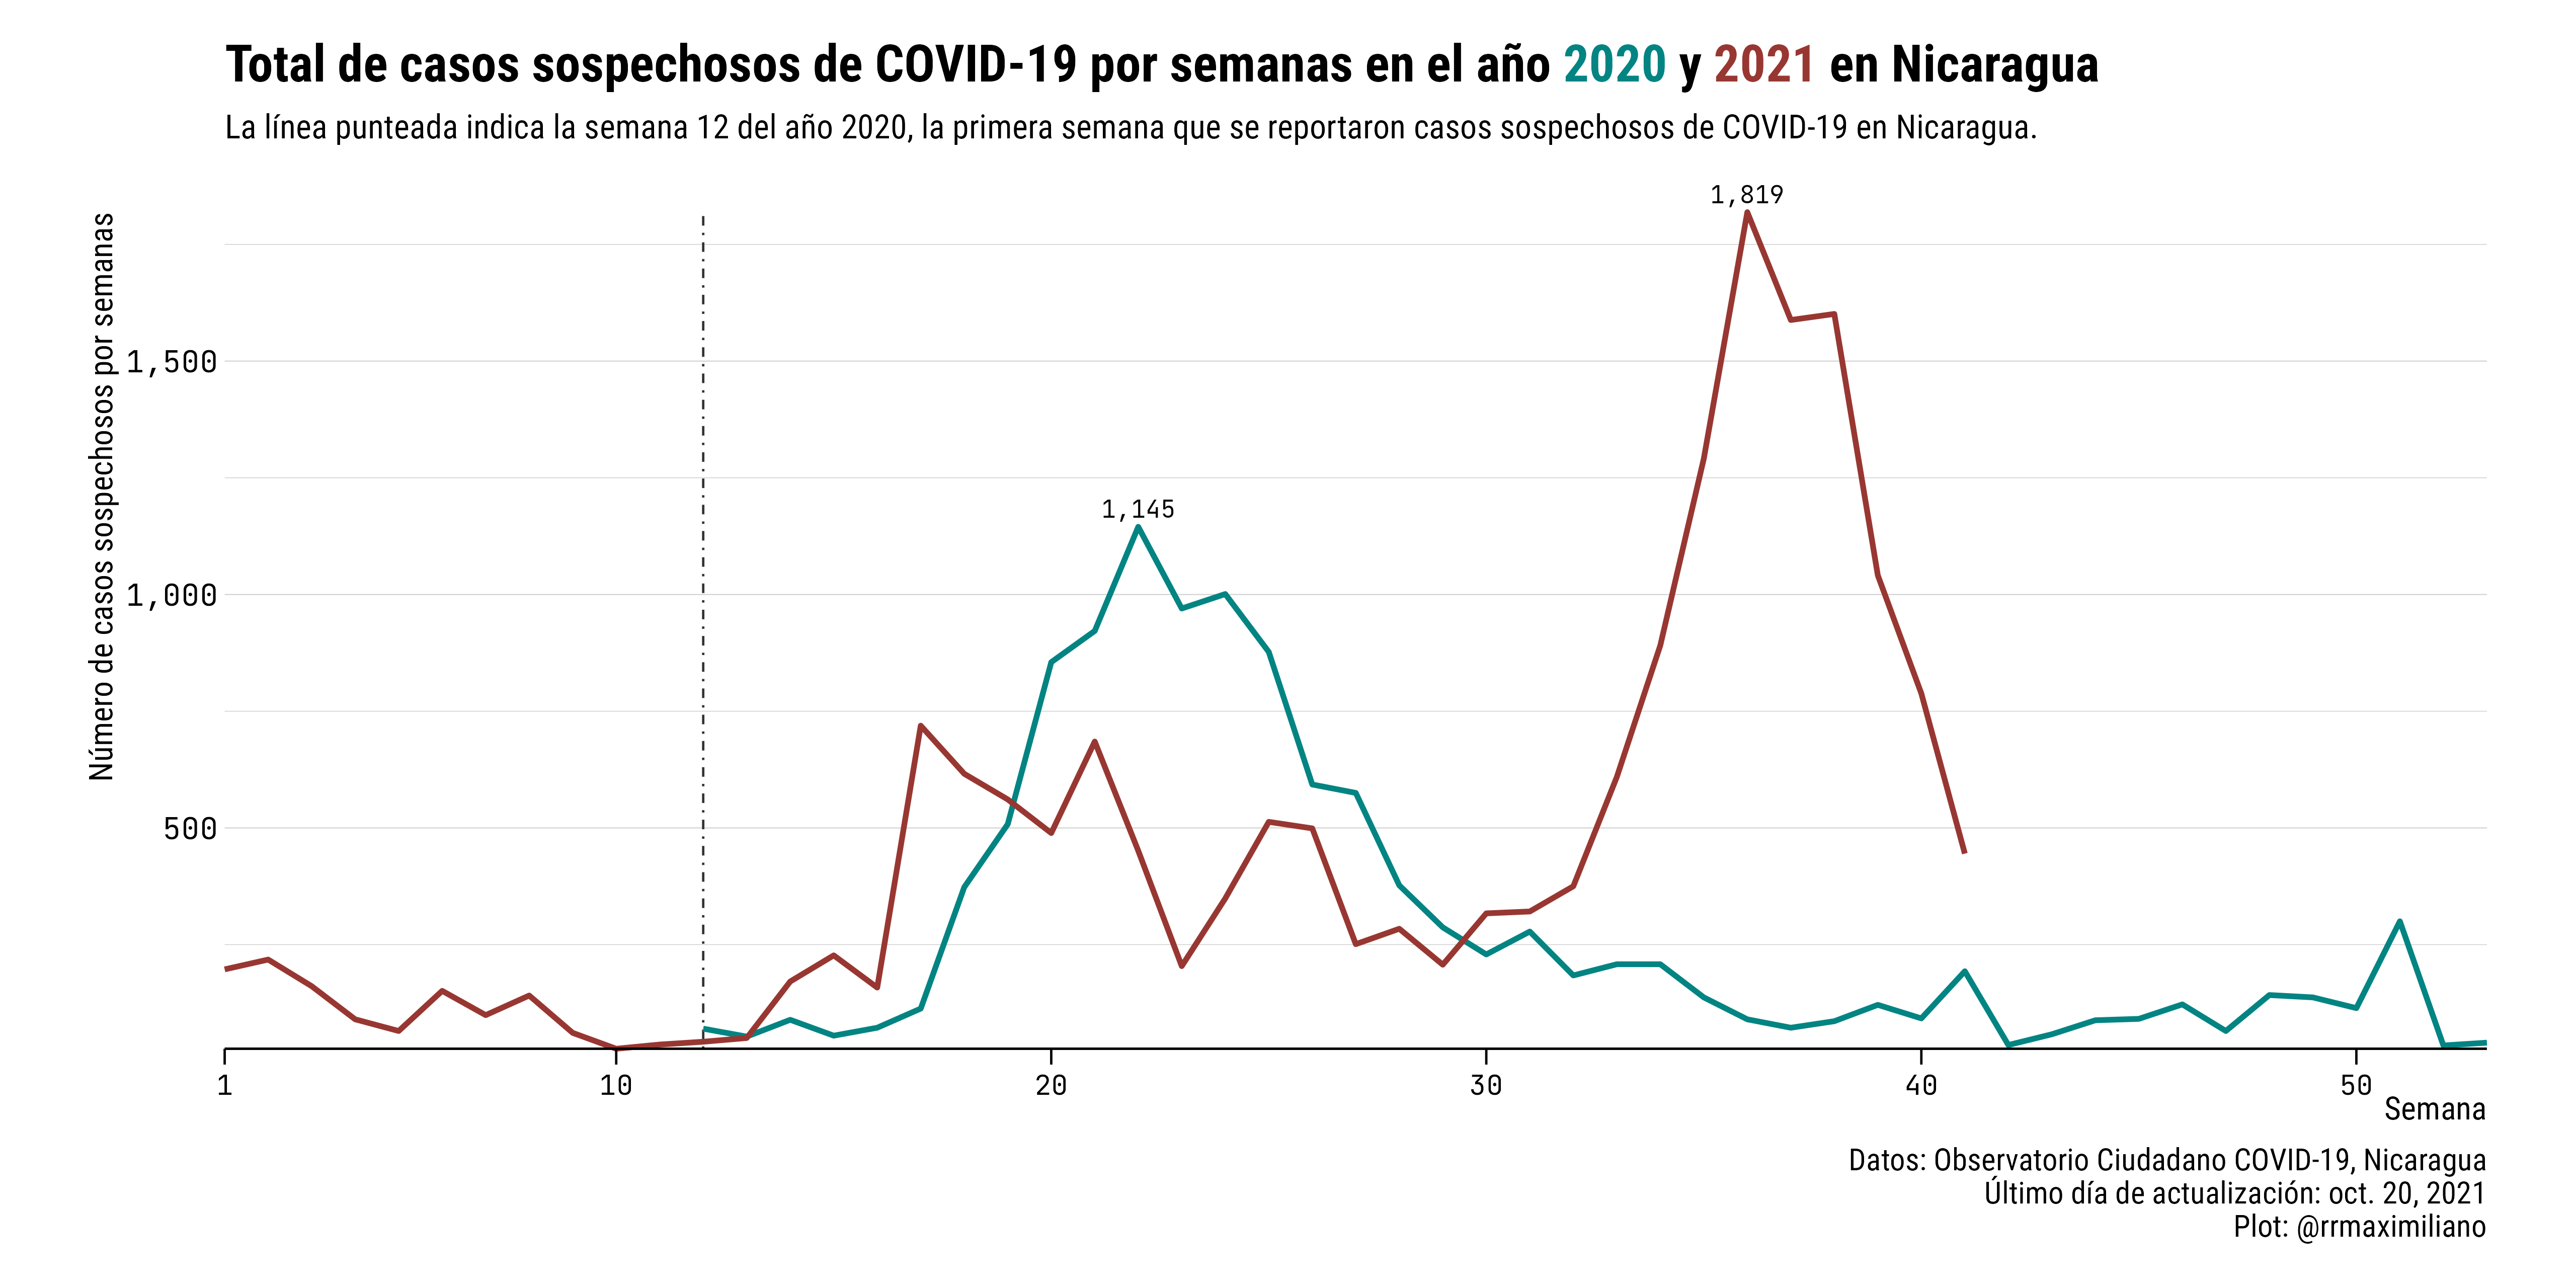 Total de casos sospechosos de COVID-19 por semanas en el año 2020 y 2021 en Nicaragua
La línea punteada indica la semana 12 del año 2020, la primera semana que se reportaron casos sospechosos de COVID-19 en Nicaragua.
Número de casos sospechosos por semanas
1,819
1,500
1,145
1,000
500
1 10 20 30 40 50
Semana
Datos: Observatorio Ciudadano COVID-19, Nicaragua
Último día de actualización: oct. 20, 2021
Plot: @rrmaximiliano